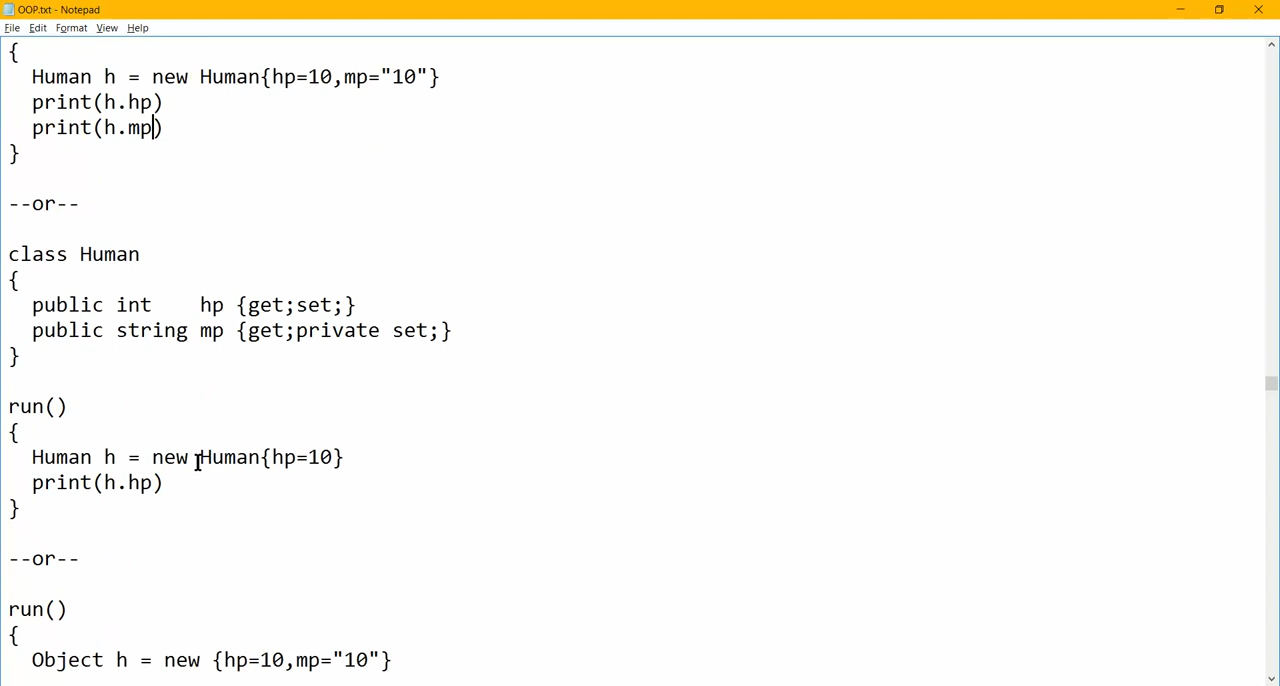 OOP.txt - Notepad
File Edit Format View Help
{
Human h = new Human{hp=10,mp="10"}
print(h.hp)
print(h.mp)
}
--or--
class Human
{
public int hp {get;set;}
public string mp {get;private set;}
}
run()
{
Human h = new Human{hp=10}
print(h.hp)
}
--or--
run()
{
Object h = new {hp=10,mp="10"}